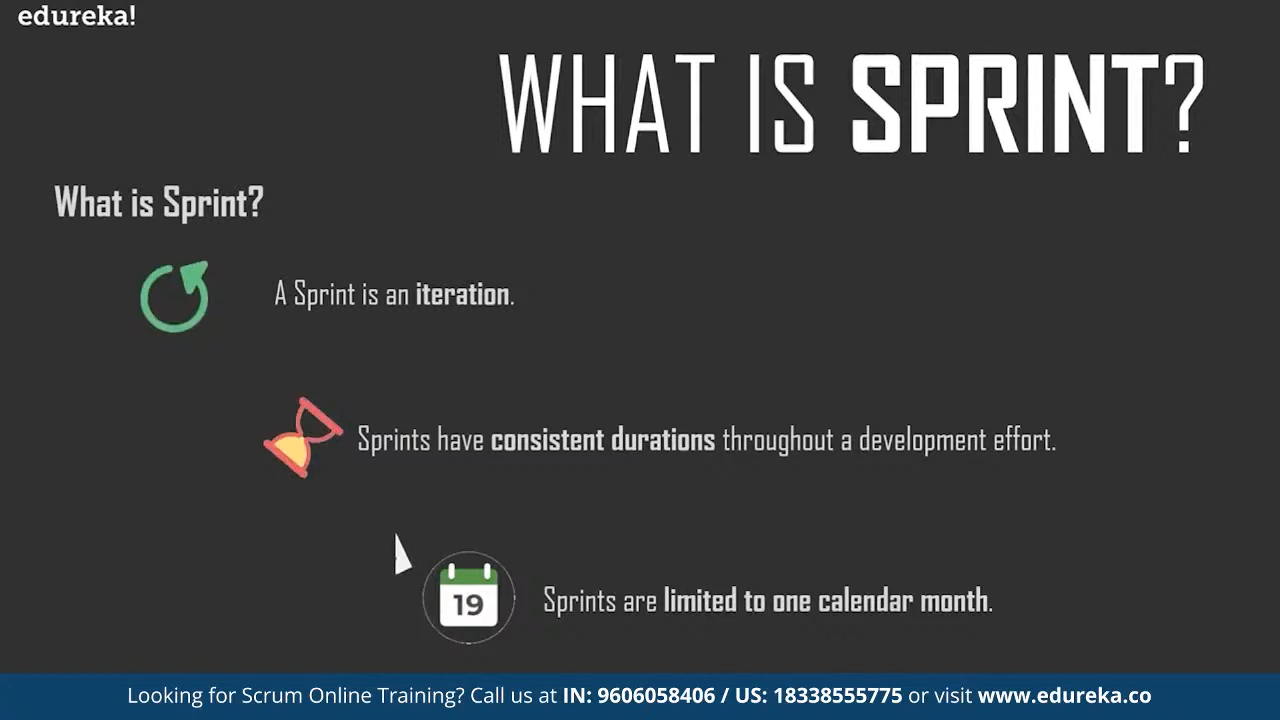 edureka!
WHAT IS SPRINT?
What is Sprint?
A Sprint is an iteration.
Sprints have consistent durations throughout a development effort.
19
Sprints are limited to one calendar month.
Looking for Scrum Online Training? Call us at IN: 9606058406 / US: 18338555775 or visit www.edureka.co